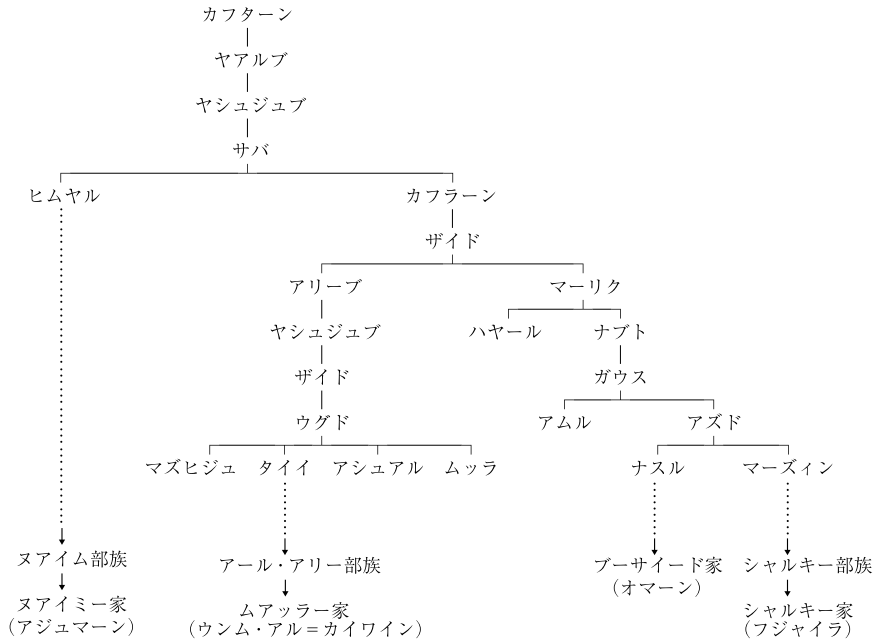 カフターン
ヤアルブ
ヤシュジュブ
サバ
ヒムヤル カフラーン
ザイド
アリーブ マーリク
ヤシュジュブ ハヤール ナブト
ザイド ガウス
ウグド アムル アズド
マズヒジュ タイイ アシュアル ムッラ ナスル マーズィン
ヌアイム部族 アール・アリー部族 ブーサイード家 シャルキー部族
(オマーン)
ヌアイミー家 ムアッラー家 シャルキー家
(アジュマーン) (ウンム・アル=カイワイン) (フジャイラ)